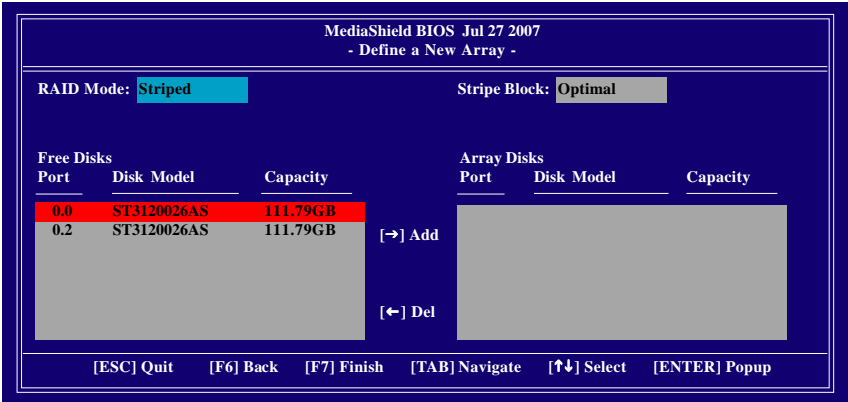 MediaShield BIOS Jul 27 2007
- Define a New Array -
RAID Mode: Striped
Stripe Block: Optimal
Free Disks
Port Disk Model Capacity
0.0 ST3120026AS 111.79GB
0.2 ST3120026AS 111.79GB
[→] Add
[←] Del
Array Disks
Port Disk Model Capacity
[ESC] Quit [F6] Back [F7] Finish [TAB] Navigate [↑↓] Select [ENTER] Popup